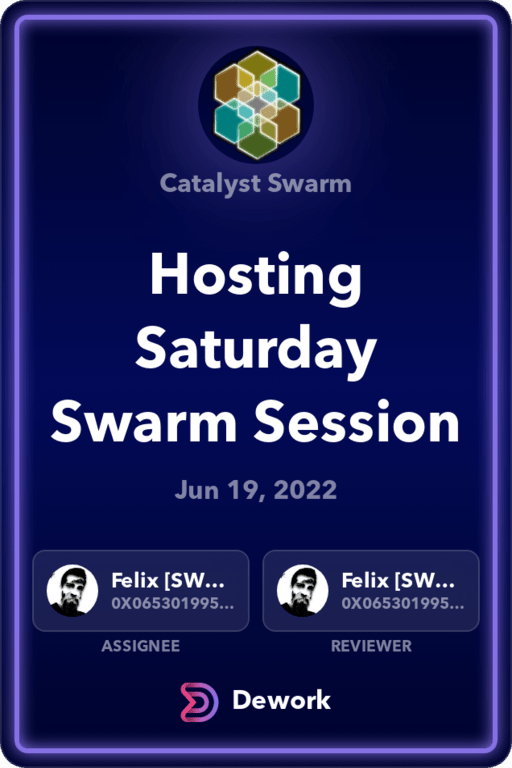 Catalyst Swarm
Hosting
Saturday
Swarm Session
Jun 19, 2022
Felix [SW...
0X065301995...
ASSIGNEE
Felix [SW...
0X065301995...
REVIEWER
Dework